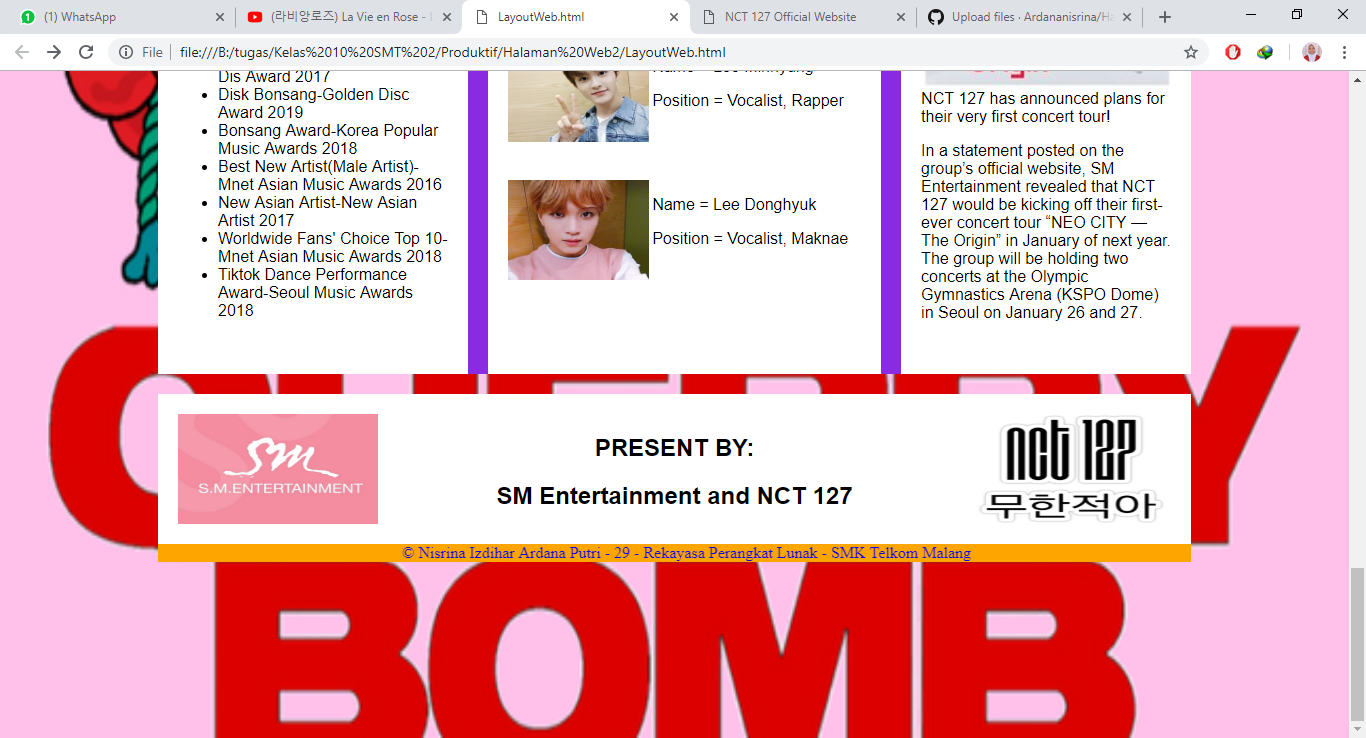 (1) WhatsApp
(라비앙로즈) La Vie en Rose -
LayoutWeb.html
NCT 127 Official Website
Upload files · Ardananisrina/Ha
File
file:///B:/tugas/Kelas%2010%20SMT%202/Produktif/Halaman%20Web2/LayoutWeb.html
Dis Award 2017
Disk Bonsang-Golden Disc
Award 2019
Bonsang Award-Korea Popular
Music Awards 2018
Best New Artist(Male Artist)-
Mnet Asian Music Awards 2016
New Asian Artist-New Asian
Artist 2017
Worldwide Fans' Choice Top 10-
Mnet Asian Music Awards 2018
Tiktok Dance Performance
Award-Seoul Music Awards
2018
Name = Lee Minhyung
Position = Vocalist, Rapper
Name = Lee Donghyuk
Position = Vocalist, Maknae
NCT 127 has announced plans for
their very first concert tour!
In a statement posted on the
group’s official website, SM
Entertainment revealed that NCT
127 would be kicking off their first-
ever concert tour “NEO CITY —
The Origin” in January of next year.
The group will be holding two
concerts at the Olympic
Gymnastics Arena (KSPO Dome)
in Seoul on January 26 and 27.
CHERRY
SM
S.M.ENTERTAINMENT
PRESENT BY:
SM Entertainment and NCT 127
nct 127
무한적아
© Nisrina Izdihar Ardana Putri - 29 - Rekayasa Perangkat Lunak - SMK Telkom Malang
BOMB